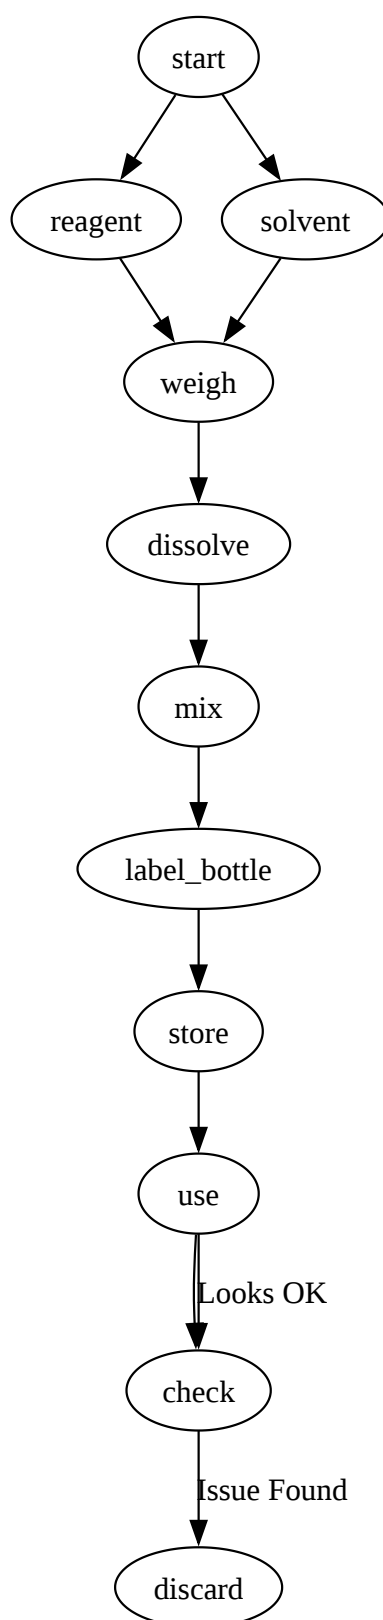 start
reagent
solvent
weigh
dissolve
mix
label_bottle
store
use
Looks OK
check
Issue Found
discard